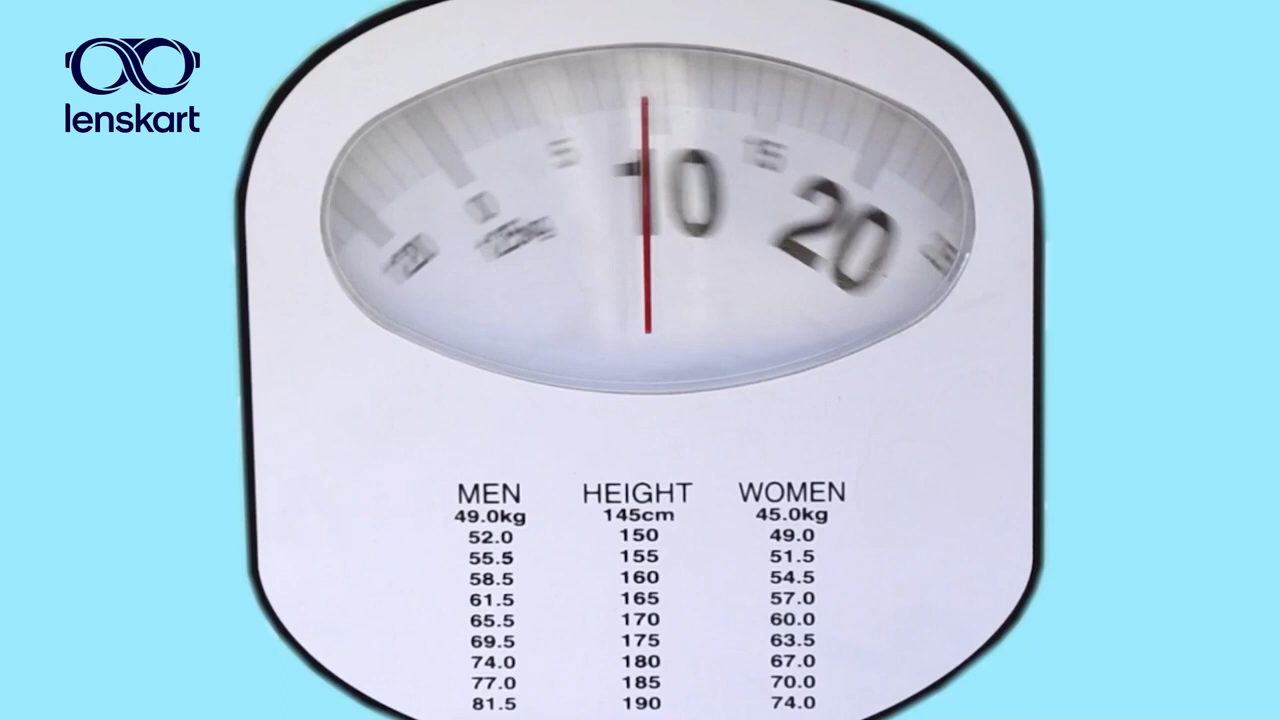 lenskart
5
10
15
20
0
MEN HEIGHT WOMEN
49.0kg 145cm 45.0kg
52.0 150 49.0
55.5 155 51.5
58.5 160 54.5
61.5 165 57.0
65.5 170 60.0
69.5 175 63.5
74.0 180 67.0
77.0 185 70.0
81.5 190 74.0